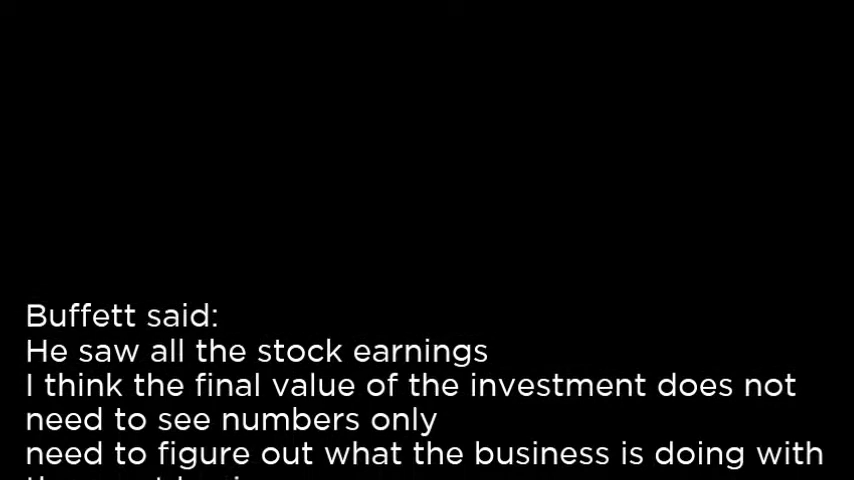 Buffett said:
He saw all the stock earnings
I think the final value of the investment does not
need to see numbers only
need to figure out what the business is doing with